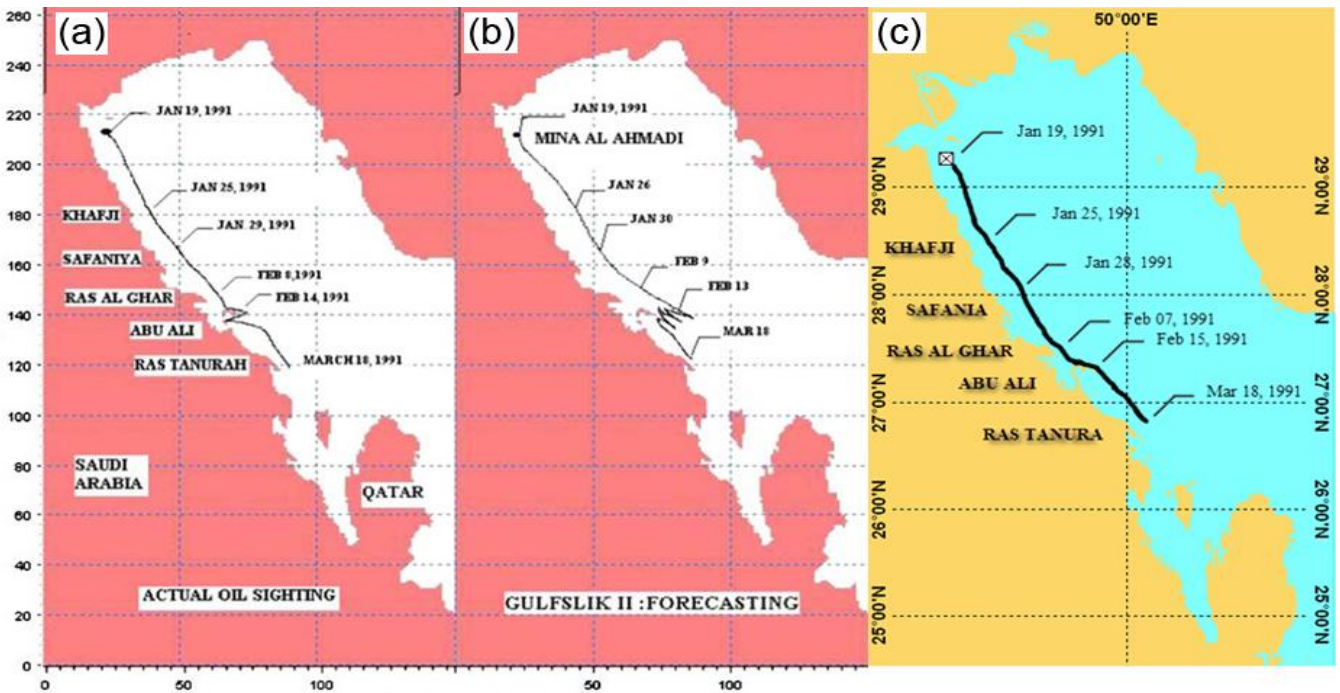 (a)
260
240
220
200
180
160
140
120
100
80
60
40
20
0
0
50
100
JAN 19, 1991
JAN 25, 1991
JAN 29, 1991
FEB 8,1991
FEB 14, 1991
MARCH 18, 1991
KHAFJI
SAFANIYA
RAS AL GHAR
ABU ALI
RAS TANURAH
SAUDI
ARABIA
QATAR
ACTUAL OIL SIGHTING
(b)
JAN 19, 1991
MINA AL AHMADI
JAN 26
JAN 30
FEB 9
FEB 13
MAR 18
GULFSLIK II :FORECASTING
50
100
(c)
50°00'E
Jan 19, 1991
Jan 25, 1991
Jan 28, 1991
Feb 07, 1991
Feb 15, 1991
Mar 18, 1991
KHAFJI
SAFANIA
RAS AL GHAR
ABU ALI
RAS TANURA
29°00'N
28°00'N
27°00'N
26°00'N
25°00'N
29°00'N
28°00'N
27°00'N
26°00'N
25°00'N